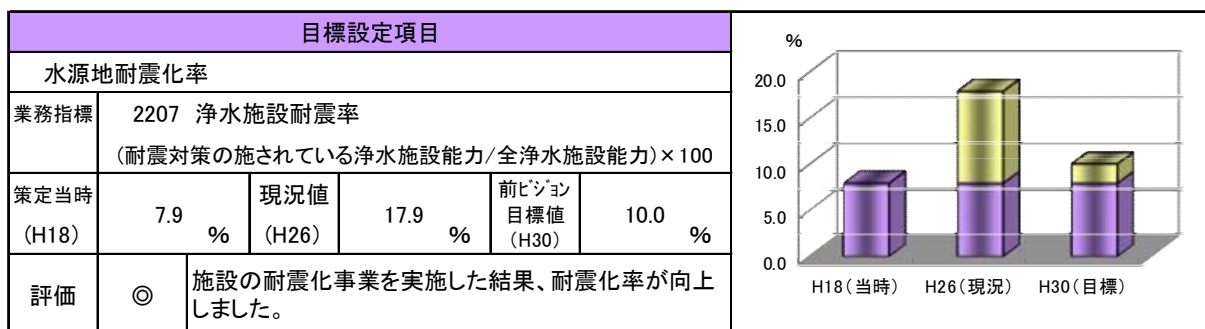 目標設定項目
水源地耐震化率
業務指標 2207 浄水施設耐震率
(耐震対策の施されている浄水施設能力/全浄水施設能力)×100
策定当時
(H18)
7.9
%
現況値
(H26)
17.9
%
前ビジョン
目標値
(H30)
10.0
%
評価 ◎
施設の耐震化事業を実施した結果、耐震化率が向上
しました。
%
20.0
15.0
10.0
5.0
0.0
H18(当時) H26(現況) H30(目標)